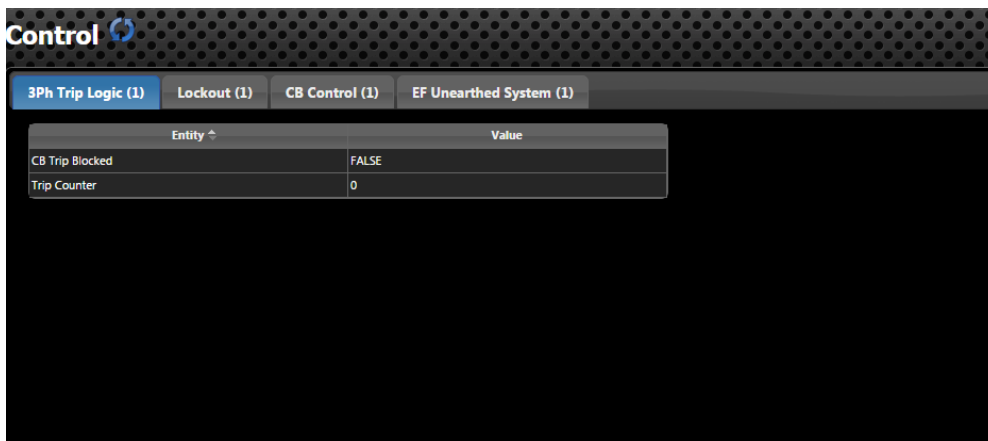 Control
3Ph Trip Logic (1) Lockout (1) CB Control (1) EF Unearthed System (1)
Entity Value
CB Trip Blocked FALSE
Trip Counter 0